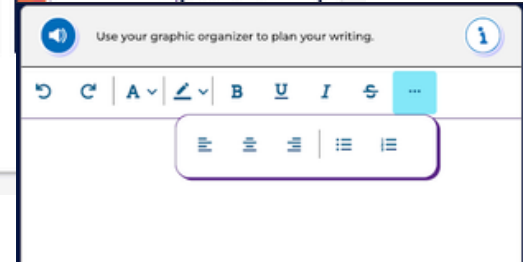 Use your graphic organizer to plan your writing.
i
A B U I S ...